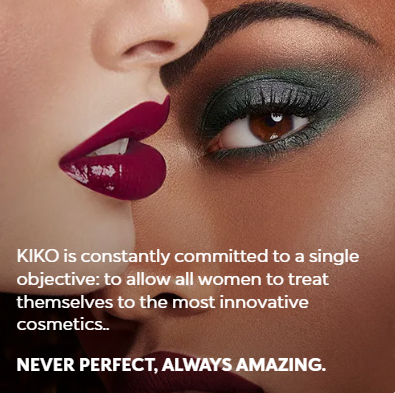 KIKO is constantly committed to a single
objective: to allow all women to treat
themselves to the most innovative
cosmetics..
NEVER PERFECT, ALWAYS AMAZING.